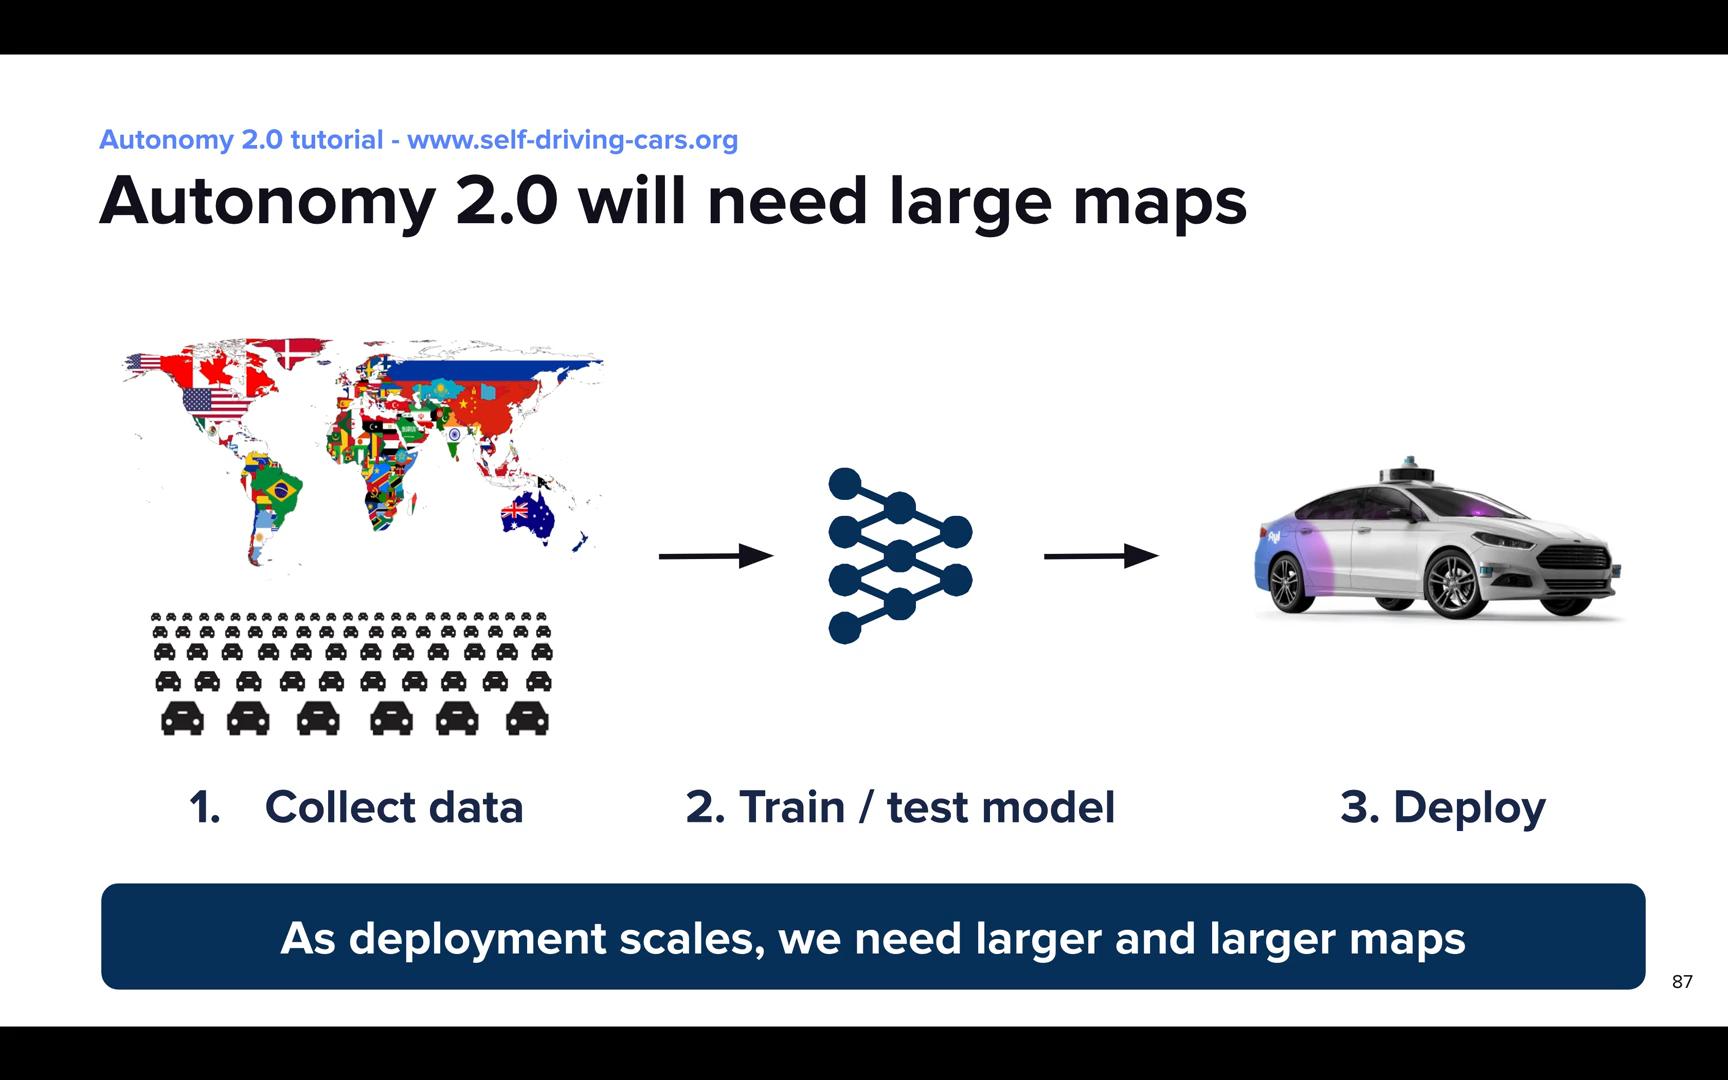 Autonomy 2.0 tutorial - www.self-driving-cars.org
Autonomy 2.0 will need large maps
1. Collect data
2. Train / test model
3. Deploy
As deployment scales, we need larger and larger maps
87